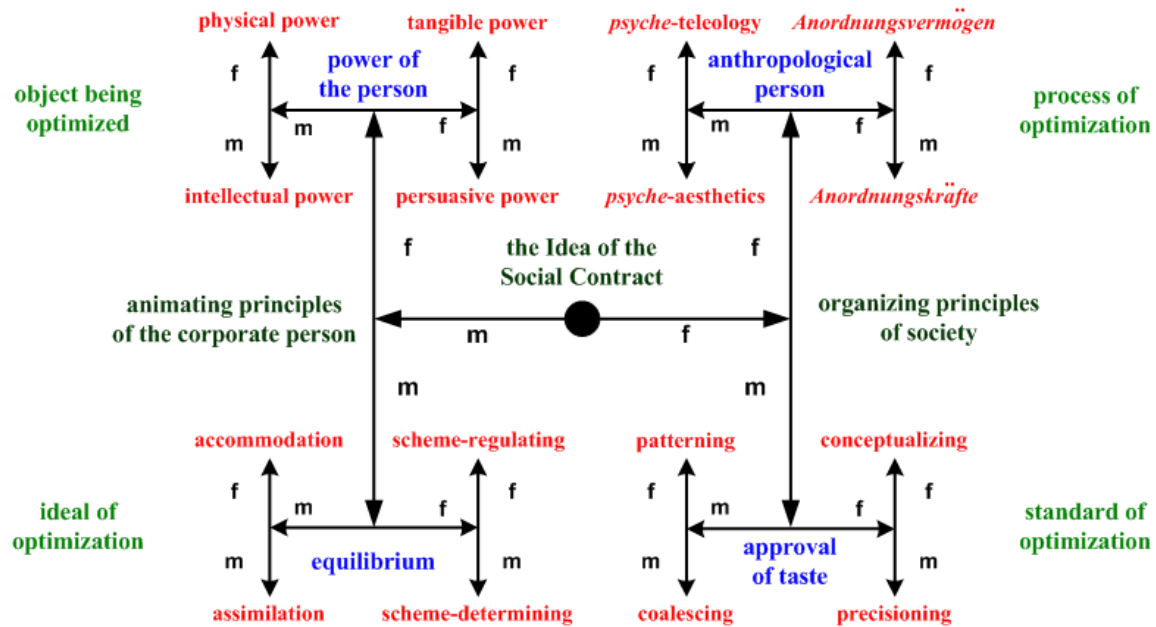 physical power
tangible power
psyche-teleology
Anordnungsvermögen
f
power of
the person
f
f
anthropological
person
f
object being
optimized
process of
optimization
m
m
f
m
m
m
f
m
intellectual power
persuasive power
psyche-aesthetics
Anordnungskräfte
f
the Idea of the
Social Contract
f
animating principles
of the corporate person
organizing principles
of society
m
f
m
m
accommodation
scheme-regulating
patterning
conceptualizing
f
m
f
f
f
m
f
f
ideal of
optimization
standard of
optimization
m
equilibrium
m
m
approval
of taste
m
assimilation
scheme-determining
coalescing
precisioning